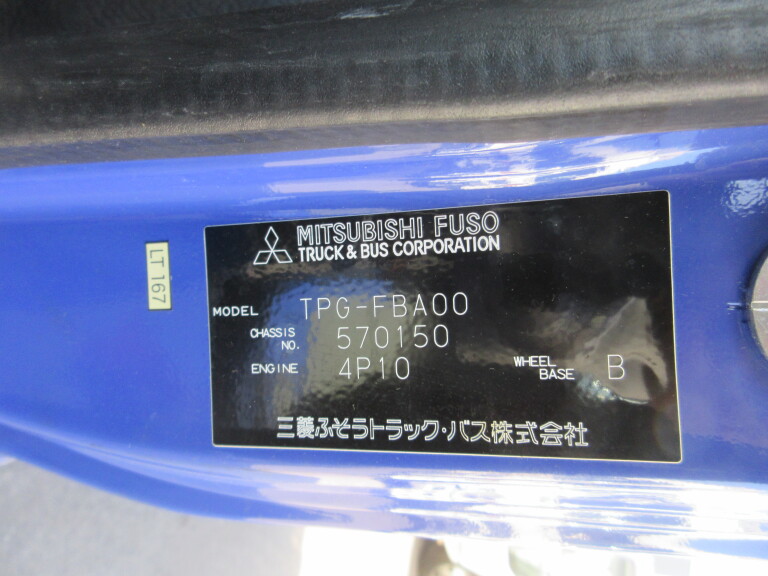 MITSUBISHI FUSO
TRUCK & BUS CORPORATION
LT 167
MODEL TPG-FBA00
CHASSIS NO. 570150
ENGINE 4P10 WHEEL BASE B
三菱ふそうトラック・バス株式会社